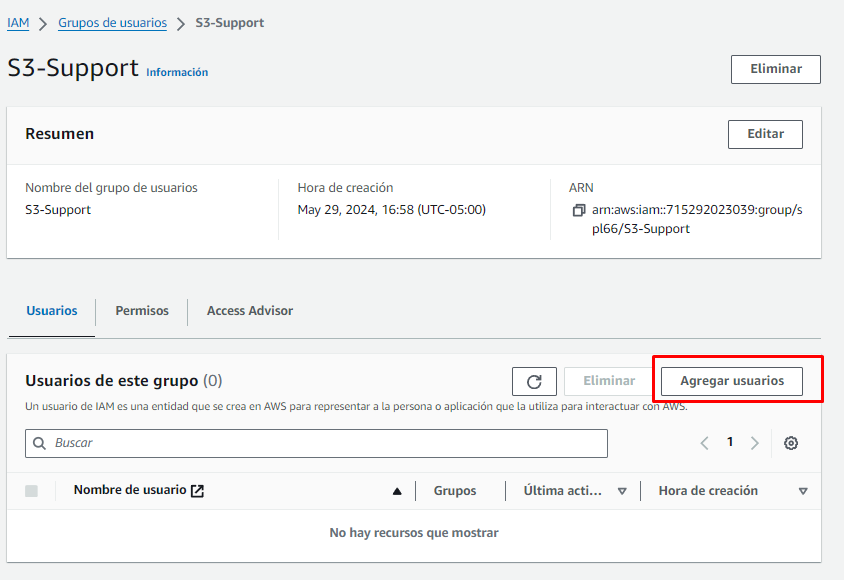 IAM > Grupos de usuarios > S3-Support
S3-Support Información
Eliminar
Resumen
Editar
Nombre del grupo de usuarios
S3-Support
Hora de creación
May 29, 2024, 16:58 (UTC-05:00)
ARN
arn:aws:iam::715292023039:group/s
pl66/S3-Support
Usuarios
Permisos
Access Advisor
Usuarios de este grupo (0)
Eliminar
Agregar usuarios
Un usuario de IAM es una entidad que se crea en AWS para representar a la persona o aplicación que la utiliza para interactuar con AWS.
Buscar
1
Nombre de usuario
Grupos
Última acti...
Hora de creación
No hay recursos que mostrar